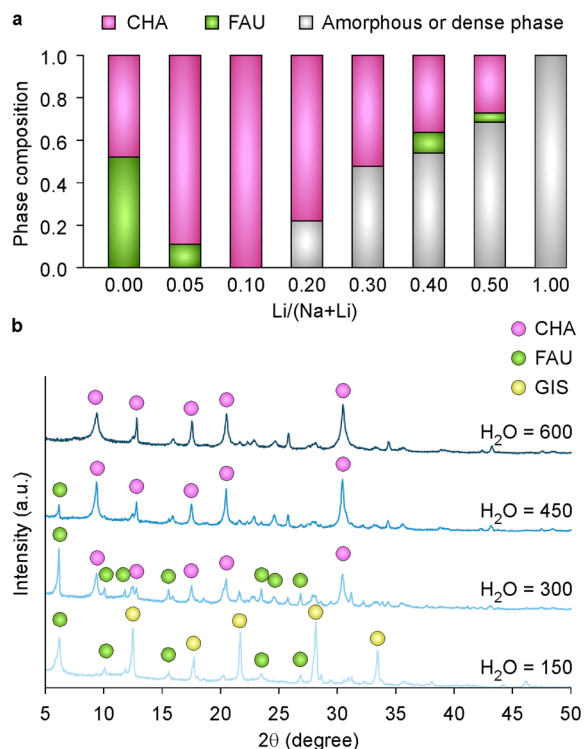 a
CHA FAU Amorphous or dense phase
Phase composition
1.0
0.8
0.6
0.4
0.2
0.0
0.00 0.05 0.10 0.20 0.30 0.40 0.50 1.00
Li/(Na+Li)
b
CHA
FAU
GIS
Intensity (a.u.)
H₂O = 600
H₂O = 450
H₂O = 300
H₂O = 150
5 10 15 20 25 30 35 40 45 50
2θ (degree)